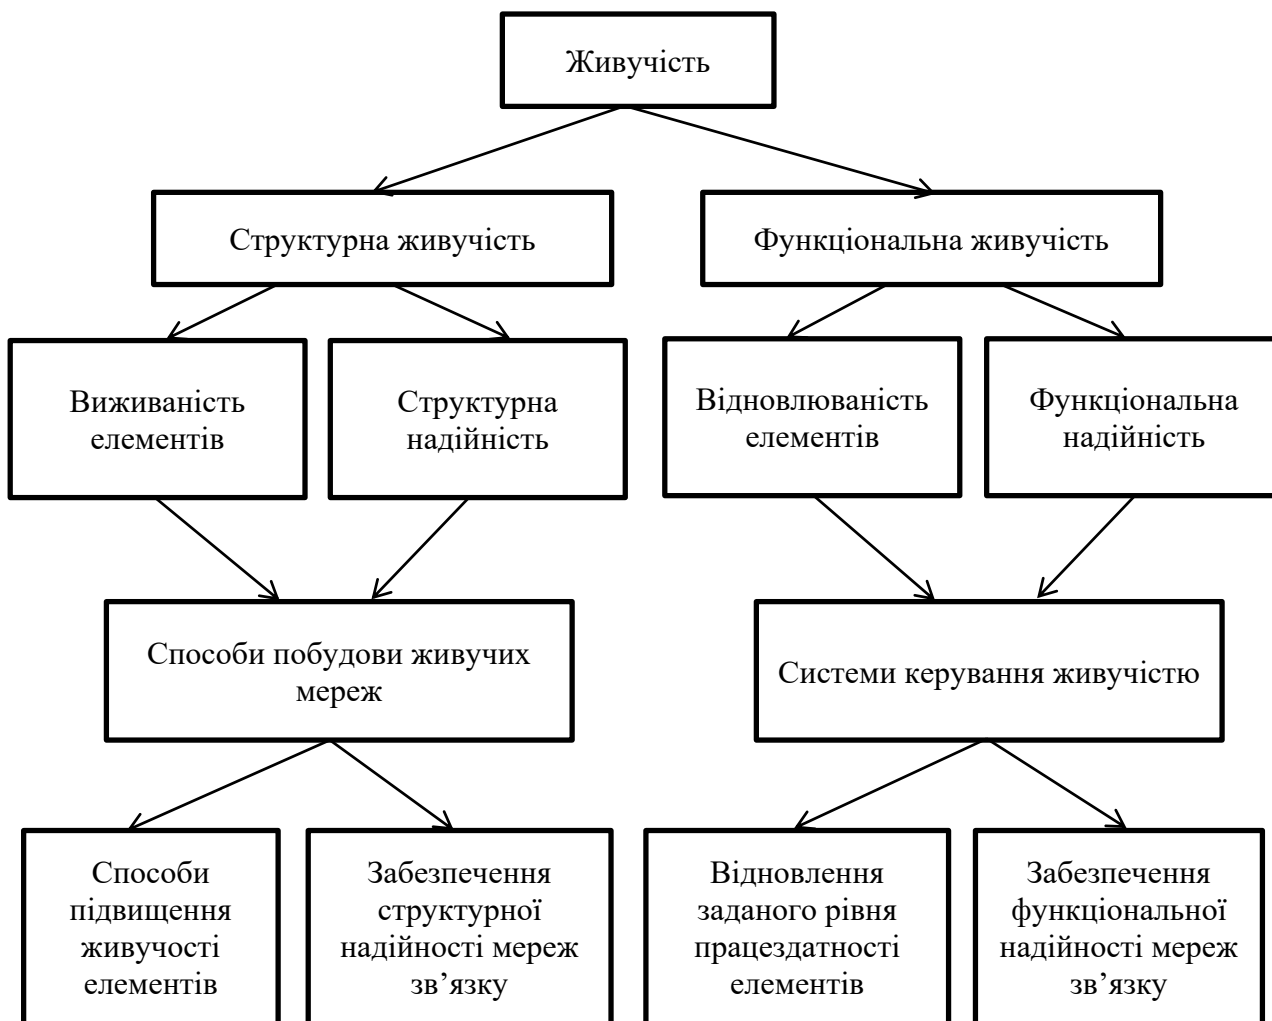 Живучість
Структурна живучість
Функціональна живучість
Виживаність
елементів
Структурна
надійність
Відновлюваність
елементів
Функціональна
надійність
Способи побудови живучих
мереж
Системи керування живучістю
Способи
підвищення
живучості
елементів
Забезпечення
структурної
надійності мереж
зв’язку
Відновлення
заданого рівня
працездатності
елементів
Забезпечення
функціональної
надійності мереж
зв’язку